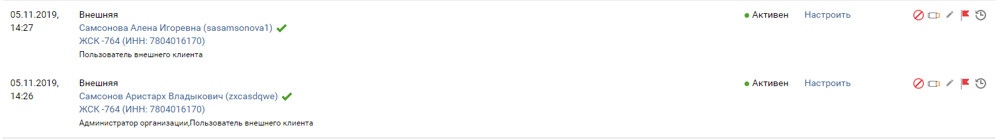 05.11.2019, Внешняя Активен Настроить
14:27 Самсонова Алена Игоревна (sasamsonova1)
ЖСК -764 (ИНН: 7804016170)
Пользователь внешнего клиента
05.11.2019, Внешняя Активен Настроить
14:26 Самсонов Аристарх Владыкович (zxcasdqwe)
ЖСК -764 (ИНН: 7804016170)
Администратор организации,Пользователь внешнего клиента